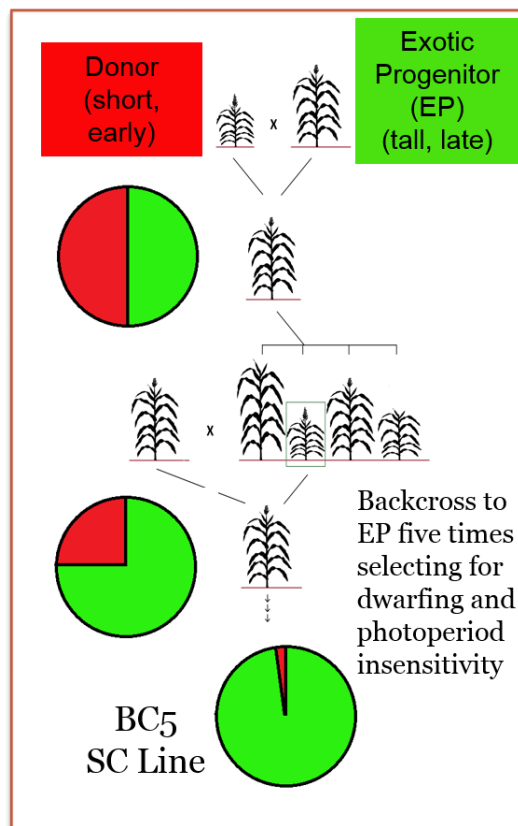 Donor
(short,
early)
x
Exotic
Progenitor
(EP)
(tall, late)
x
Backcross to
EP five times
selecting for
dwarfing and
photoperiod
insensitivity
BC5
SC Line